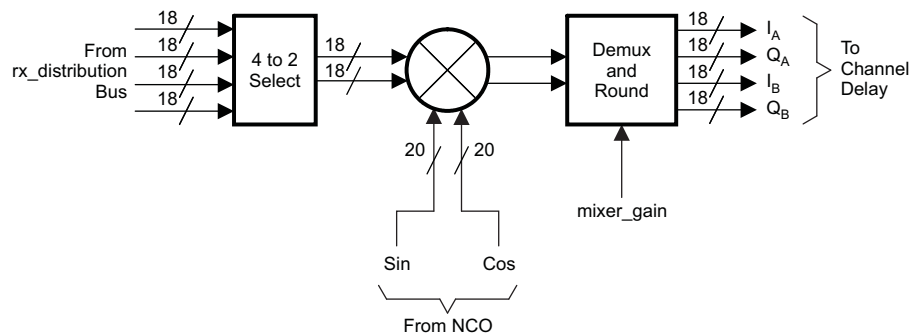 18
18
18
18
From
rx_distribution
Bus
4 to 2
Select
18
18
20
20
Sin
Cos
From NCO
Demux
and
Round
mixer_gain
18
18
18
18
I_A
Q_A
I_B
Q_B
To
Channel
Delay